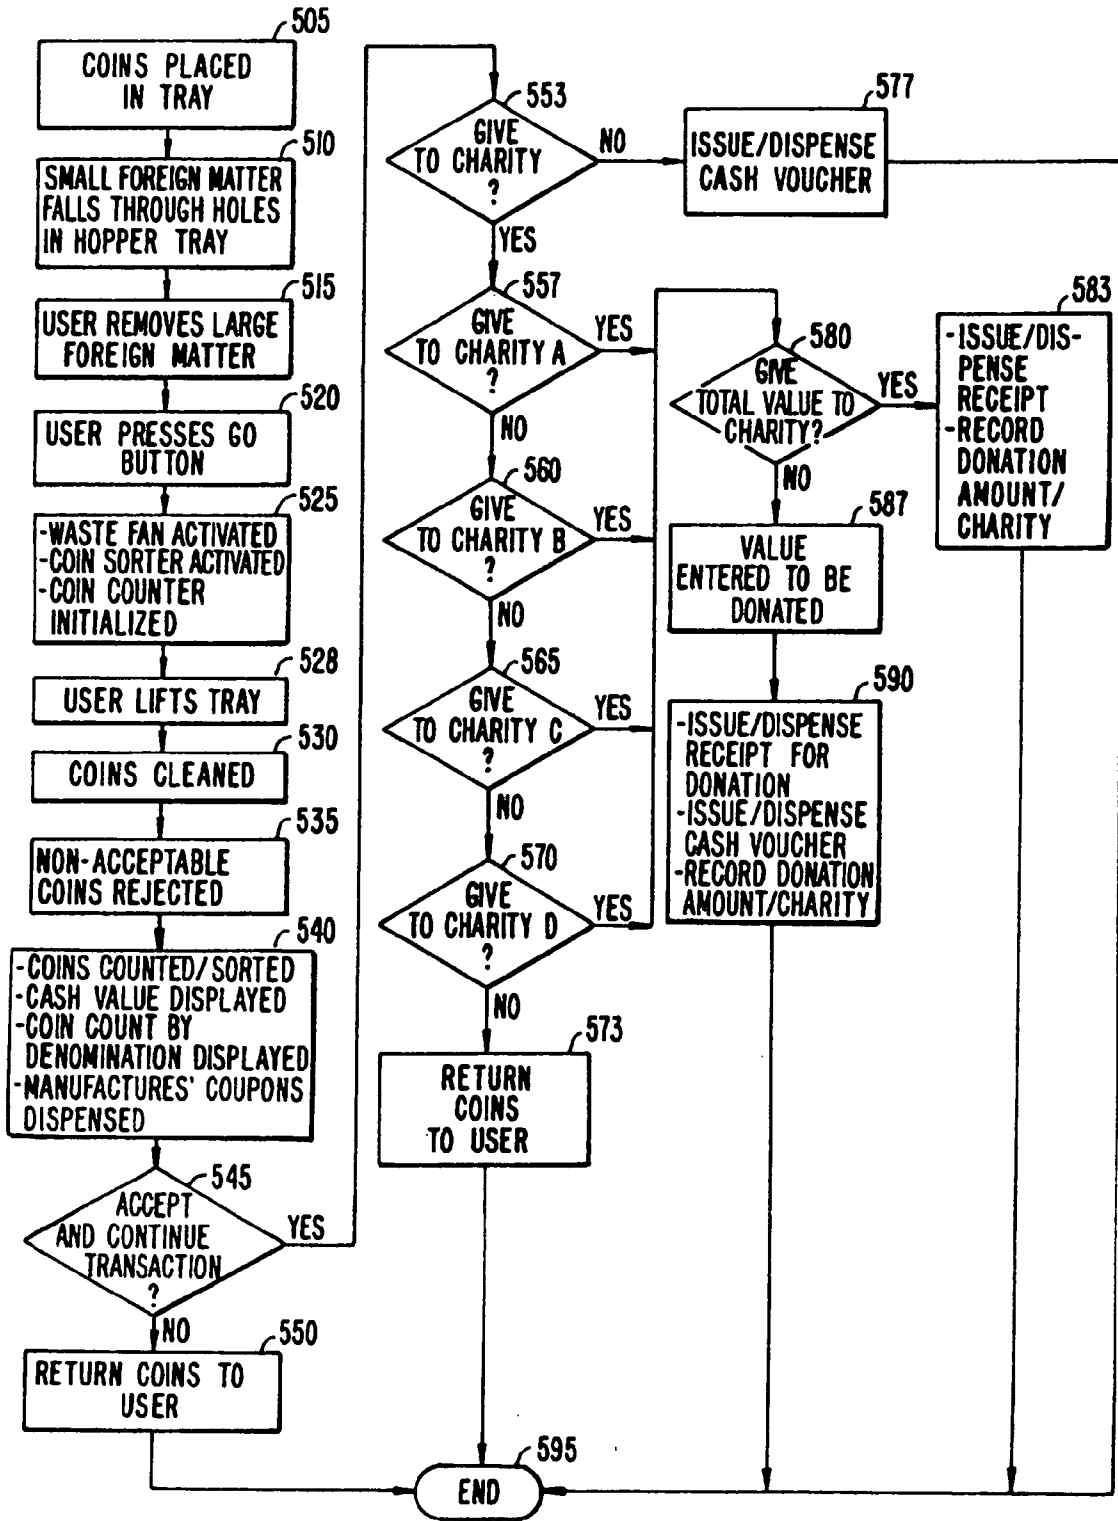 505
COINS PLACED
IN TRAY
510
SMALL FOREIGN MATTER
FALLS THROUGH HOLES
IN HOPPER TRAY
515
USER REMOVES LARGE
FOREIGN MATTER
520
USER PRESSES GO
BUTTON
525
-WASTE FAN ACTIVATED
-COIN SORTER ACTIVATED
-COIN COUNTER
INITIALIZED
528
USER LIFTS TRAY
530
COINS CLEANED
535
NON-ACCEPTABLE
COINS REJECTED
540
-COINS COUNTED/SORTED
-CASH VALUE DISPLAYED
-COIN COUNT BY
DENOMINATION DISPLAYED
-MANUFACTURES' COUPONS
DISPENSED
545
ACCEPT
AND CONTINUE
TRANSACTION
?
YES
NO
550
RETURN COINS TO
USER
553
GIVE
TO CHARITY
?
NO
YES
557
GIVE
TO CHARITY A
?
YES
NO
560
GIVE
TO CHARITY B
?
YES
NO
565
GIVE
TO CHARITY C
?
YES
NO
570
GIVE
TO CHARITY D
?
YES
NO
573
RETURN
COINS
TO USER
577
ISSUE/DISPENSE
CASH VOUCHER
580
GIVE
TOTAL VALUE TO
CHARITY?
YES
NO
583
-ISSUE/DIS-
PENSE
RECEIPT
-RECORD
DONATION
AMOUNT/
CHARITY
587
VALUE
ENTERED TO BE
DONATED
590
-ISSUE/DISPENSE
RECEIPT FOR
DONATION
-ISSUE/DISPENSE
CASH VOUCHER
-RECORD DONATION
AMOUNT/CHARITY
595
END